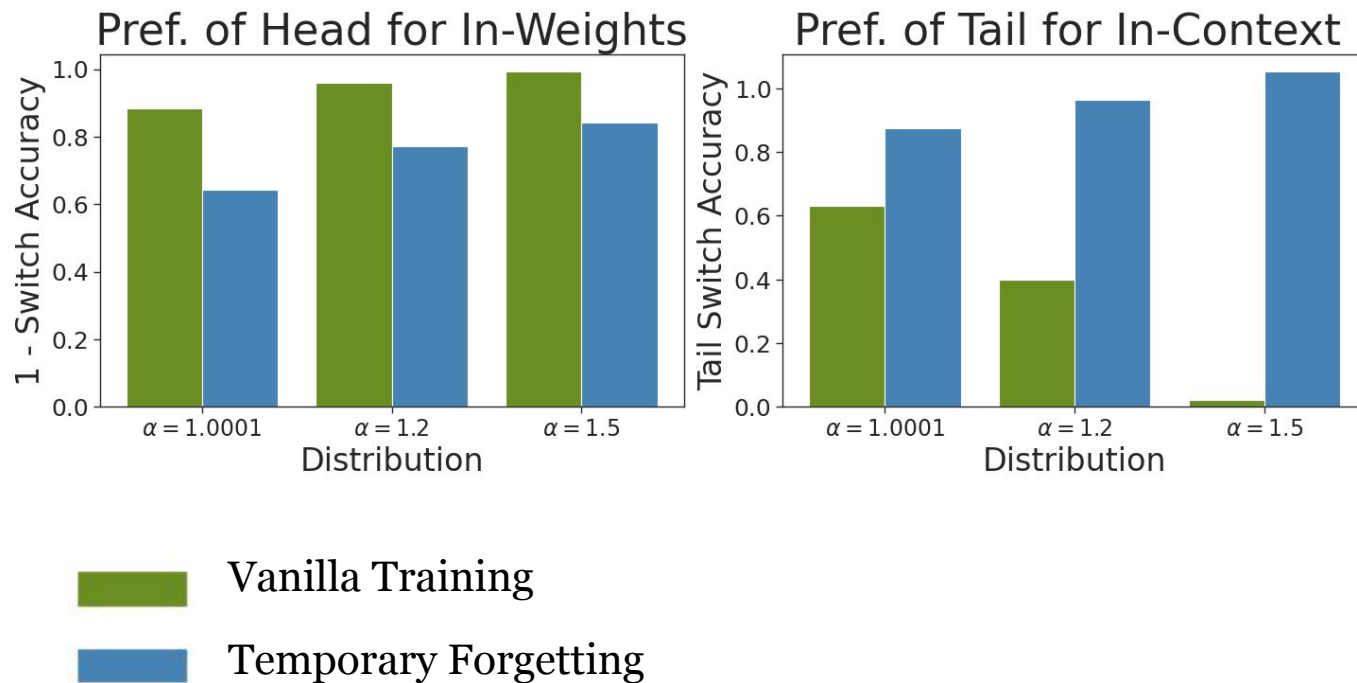 Pref. of Head for In-Weights
1 - Switch Accuracy
1.0
0.8
0.6
0.4
0.2
0.0
α = 1.0001
α = 1.2
α = 1.5
Distribution
Pref. of Tail for In-Context
Tail Switch Accuracy
1.0
0.8
0.6
0.4
0.2
0.0
α = 1.0001
α = 1.2
α = 1.5
Distribution
Vanilla Training
Temporary Forgetting